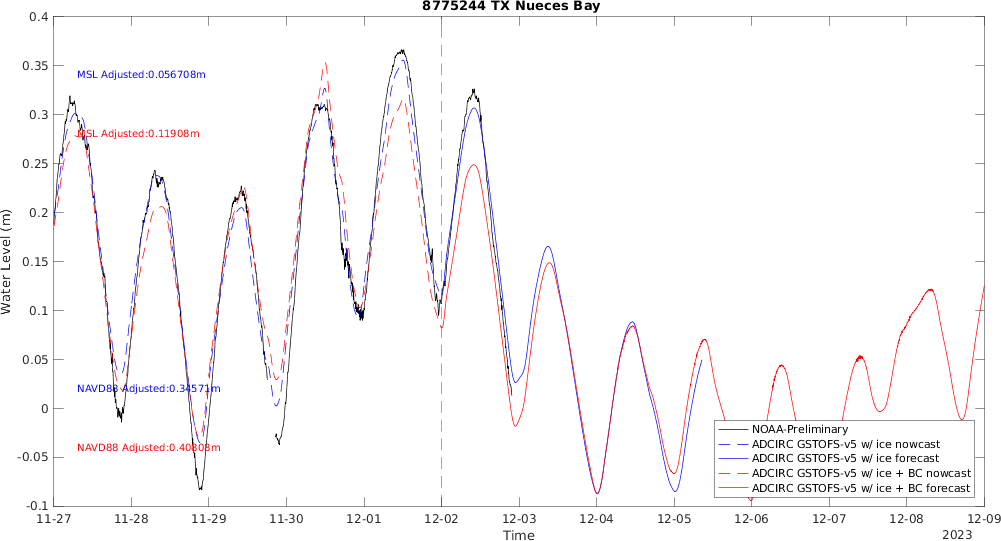 8775244 TX Nueces Bay
0.4
0.35
0.3
0.25
0.2
0.15
0.1
0.05
0
-0.05
-0.1
Water Level (m)
MSL Adjusted:0.056708m
MSL Adjusted:0.11908m
NAVD88 Adjusted:0.34571m
NAVD88 Adjusted:0.40808m
NOAA-Preliminary
ADCIRC GSTOFS-v5 w/ ice nowcast
ADCIRC GSTOFS-v5 w/ ice forecast
ADCIRC GSTOFS-v5 w/ ice + BC nowcast
ADCIRC GSTOFS-v5 w/ ice + BC forecast
11-27 11-28 11-29 11-30 12-01 12-02 12-03 12-04 12-05 12-06 12-07 12-08 12-09
Time
2023